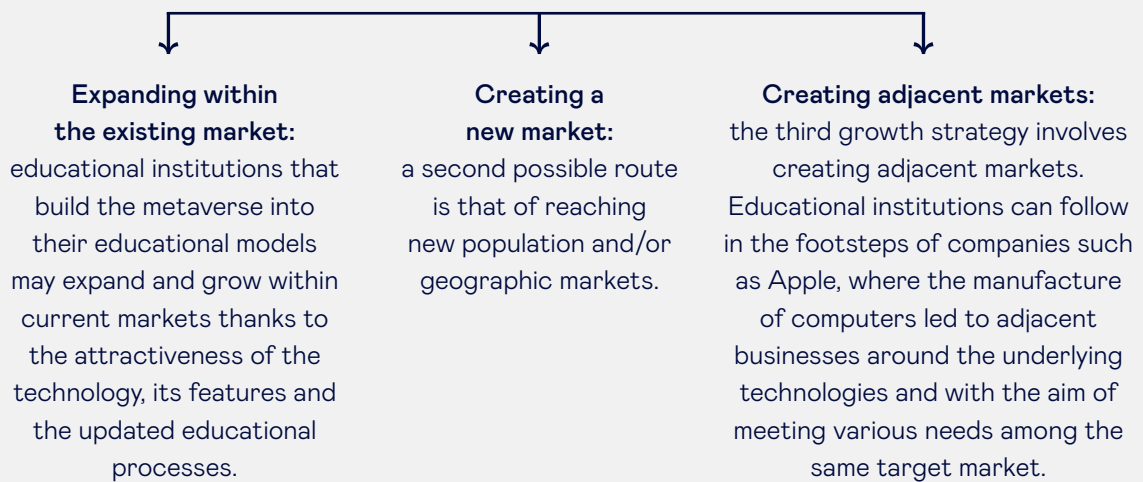 Expanding within
the existing market:
educational institutions that
build the metaverse into
their educational models
may expand and grow within
current markets thanks to
the attractiveness of the
technology, its features and
the updated educational
processes.
Creating a
new market:
a second possible route
is that of reaching
new population and/or
geographic markets.
Creating adjacent markets:
the third growth strategy involves
creating adjacent markets.
Educational institutions can follow
in the footsteps of companies such
as Apple, where the manufacture
of computers led to adjacent
businesses around the underlying
technologies and with the aim of
meeting various needs among the
same target market.